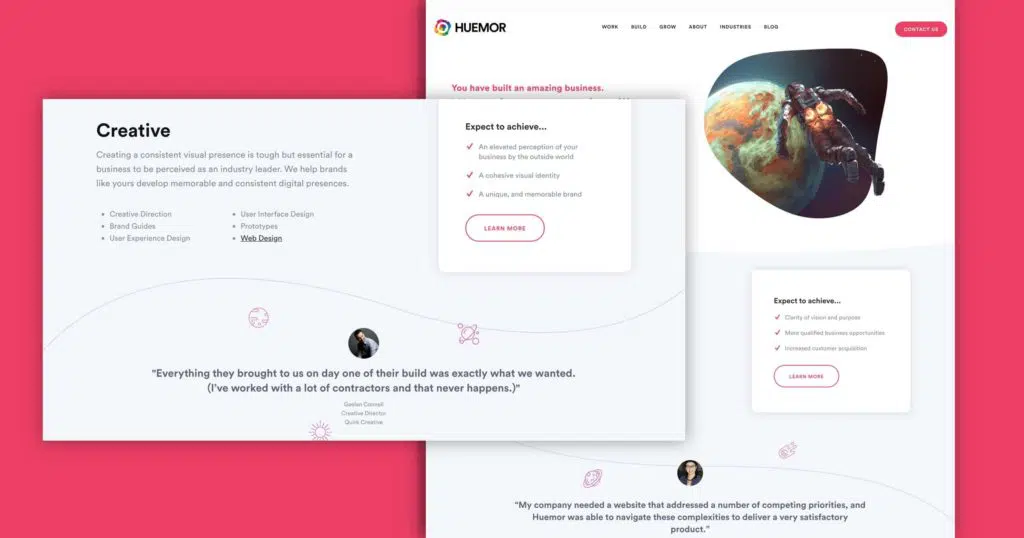 HUEMOR
WORK BUILD GROW ABOUT INDUSTRIES BLOG
CONTACT US
You have built an amazing business.
Creative
Creating a consistent visual presence is tough but essential for a
business to be perceived as an industry leader. We help brands
like yours develop memorable and consistent digital presences.
Creative Direction
Brand Guides
User Experience Design
User Interface Design
Prototypes
Web Design
Expect to achieve...
An elevated perception of your
business by the outside world
A cohesive visual identity
A unique, and memorable brand
LEARN MORE
"Everything they brought to us on day one of their build was exactly what we wanted.
(I've worked with a lot of contractors and that never happens.)"
Creative Director
Quirk Creative
Expect to achieve...
Clarity of vision and purpose
More qualified business opportunities
Increased customer acquisition
LEARN MORE
"My company needed a website that addressed a number of competing priorities, and
Huemor was able to navigate these complexities to deliver a very satisfactory
product."